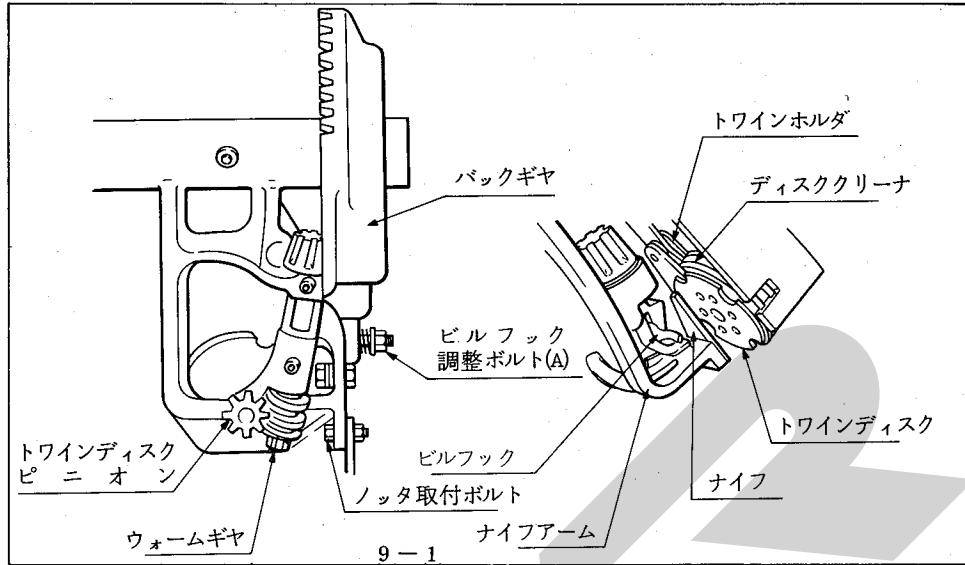 トワインホルダ
ディスククリーナ
バックギヤ
ビルフック
調整ボルト(A)
トワインディスク
ピニオン
ビルフック
トワインディスク
ノッタ取付ボルト
ナイフ
ウォームギヤ
ナイフアーム
9－1